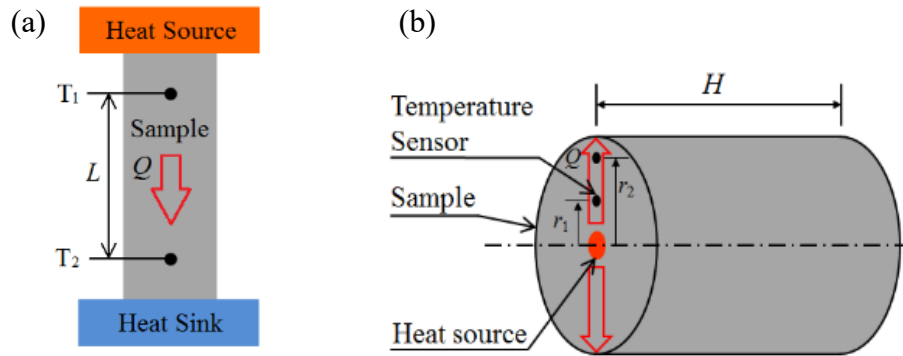 (a)
Heat Source
T₁
Sample
Q
L
T₂
Heat Sink
(b)
H
Temperature
Sensor
Q
r₂
Sample
r₁
Heat source